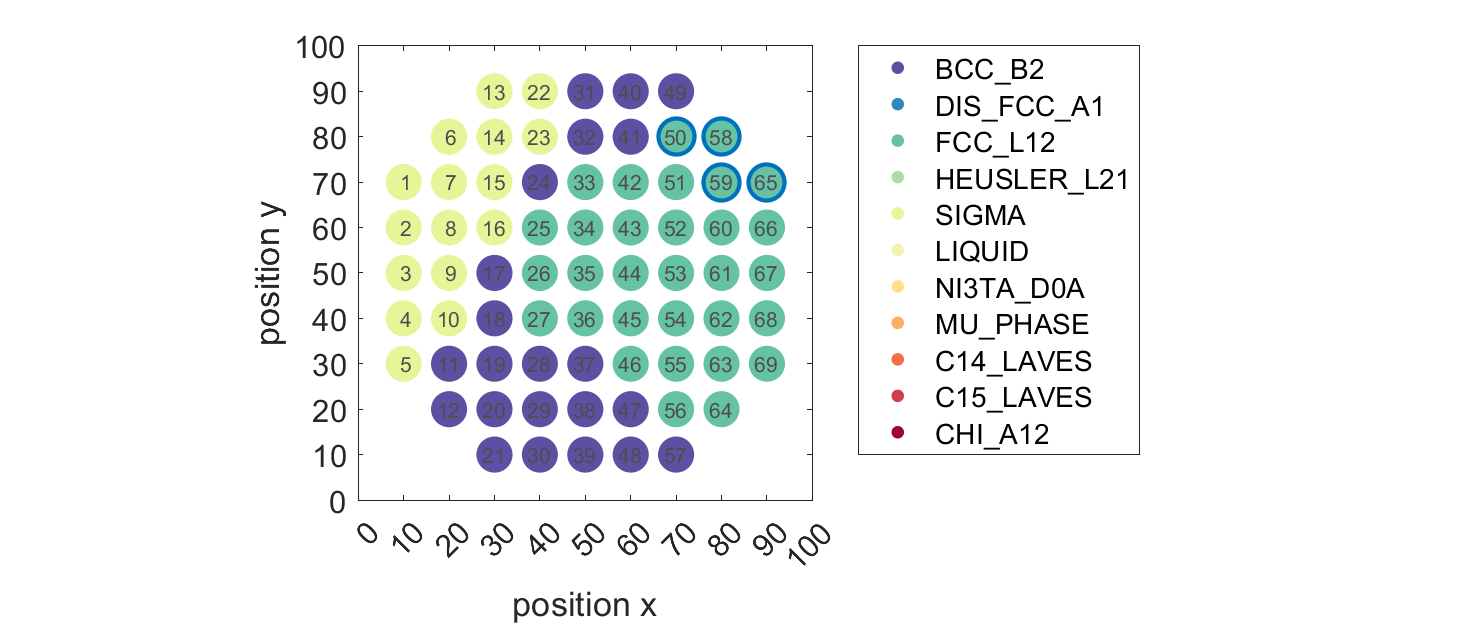 100
90
80
70
60
50
40
30
20
10
0
position y
13 22 31 40 49
6 14 23 32 41 50 58
1 7 15 24 33 42 51 59 65
2 8 16 25 34 43 52 60 66
3 9 17 26 35 44 53 61 67
4 10 18 27 36 45 54 62 68
5 11 19 28 37 46 55 63 69
12 20 29 38 47 56 64
21 30 39 48 57
0 10 20 30 40 50 60 70 80 90 100
position x
BCC_B2
DIS_FCC_A1
FCC_L12
HEUSLER_L21
SIGMA
LIQUID
NI3TA_D0A
MU_PHASE
C14_LAVES
C15_LAVES
CHI_A12